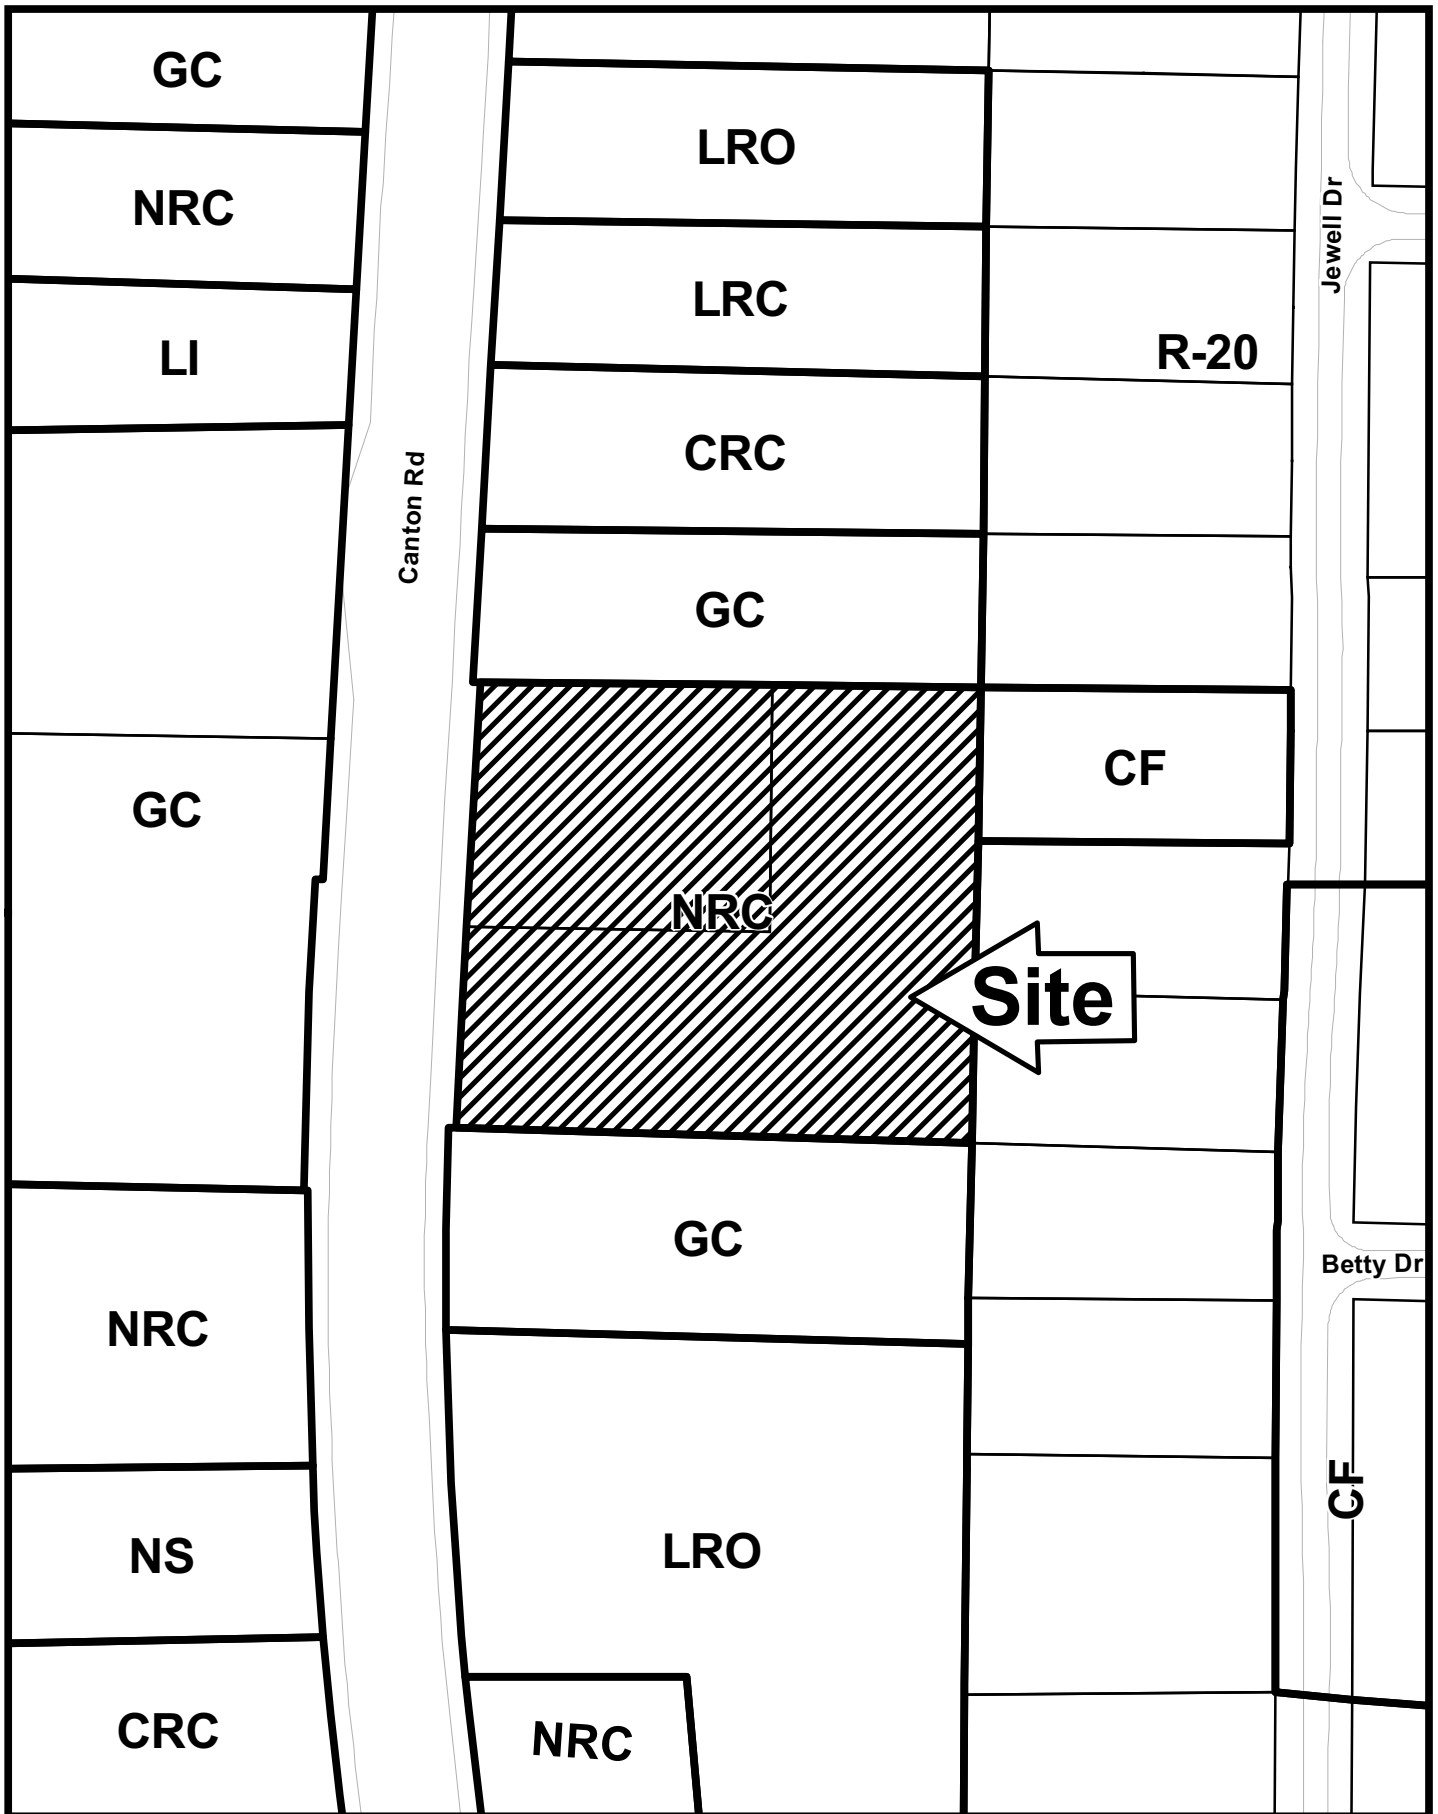 GC
LRO
NRC
Jewell Dr
LRC
R-20
LI
CRC
Canton Rd
GC
CF
GC
NRC
Site
GC
Betty Dr
NRC
CF
LRO
NS
CRC
NRC